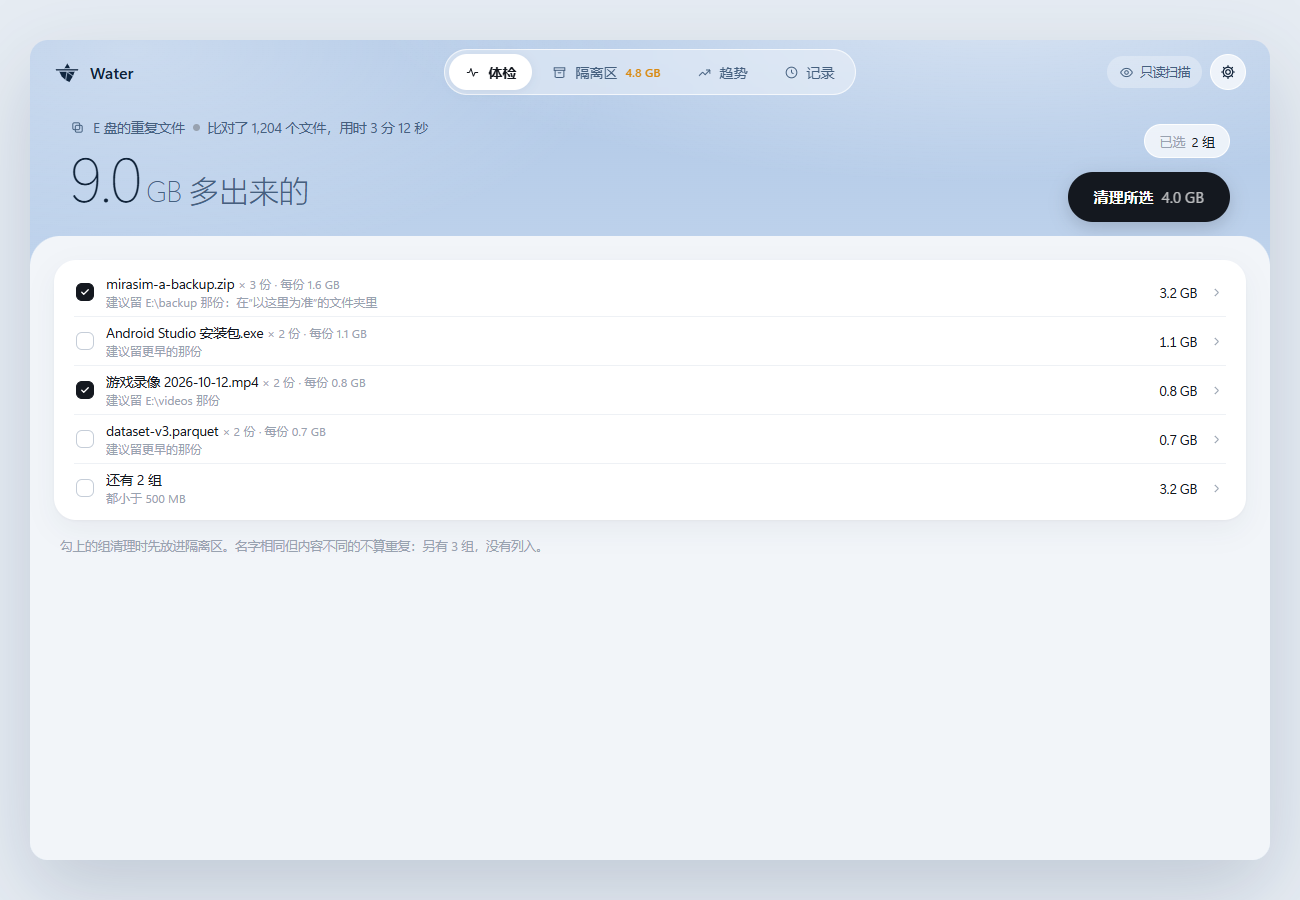 Water
体检
隔离区 4.8 GB
趋势
记录
只读扫描
E 盘的重复文件 • 比对了 1,204 个文件，用时 3 分 12 秒
已选 2 组
9.0 GB 多出来的
清理所选 4.0 GB
mirasim-a-backup.zip × 3 份 · 每份 1.6 GB
3.2 GB
建议留 E:\backup 那份：在“以这里为准”的文件夹里
Android Studio 安装包.exe × 2 份 · 每份 1.1 GB
1.1 GB
建议留更早的那份
游戏录像 2026-10-12.mp4 × 2 份 · 每份 0.8 GB
0.8 GB
建议留 E:\videos 那份
dataset-v3.parquet × 2 份 · 每份 0.7 GB
0.7 GB
建议留更早的那份
还有 2 组
3.2 GB
都小于 500 MB
勾上的组清理时先放进隔离区。名字相同但内容不同的不算重复：另有 3 组，没有列入。